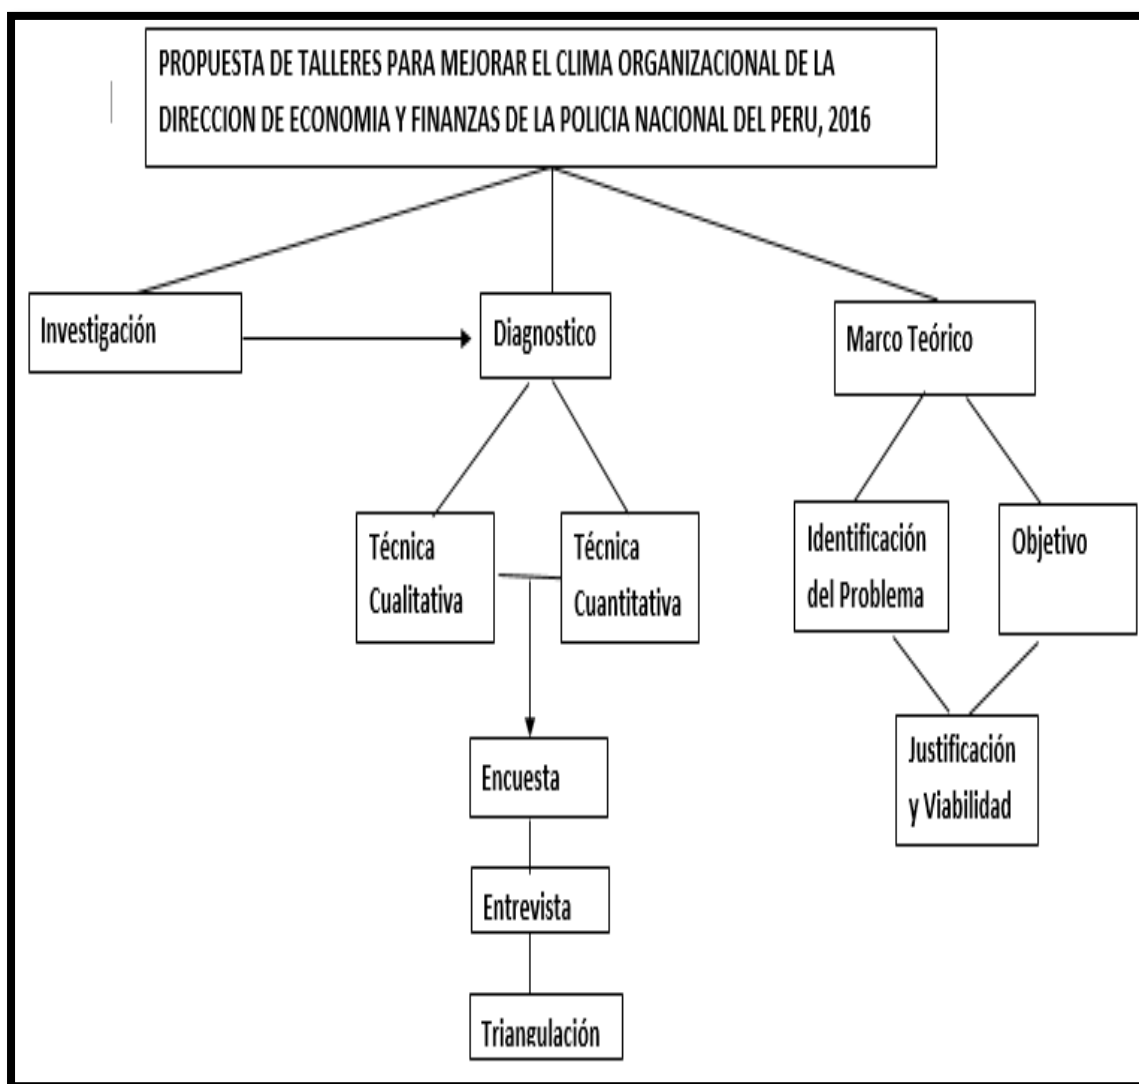 PROPUESTA DE TALLERES PARA MEJORAR EL CLIMA ORGANIZACIONAL DE LA
DIRECCION DE ECONOMIA Y FINANZAS DE LA POLICIA NACIONAL DEL PERU, 2016
Investigación
Diagnostico
Marco Teórico
Técnica
Cualitativa
Técnica
Cuantitativa
Identificación
del Problema
Objetivo
Encuesta
Justificación
y Viabilidad
Entrevista
Triangulación